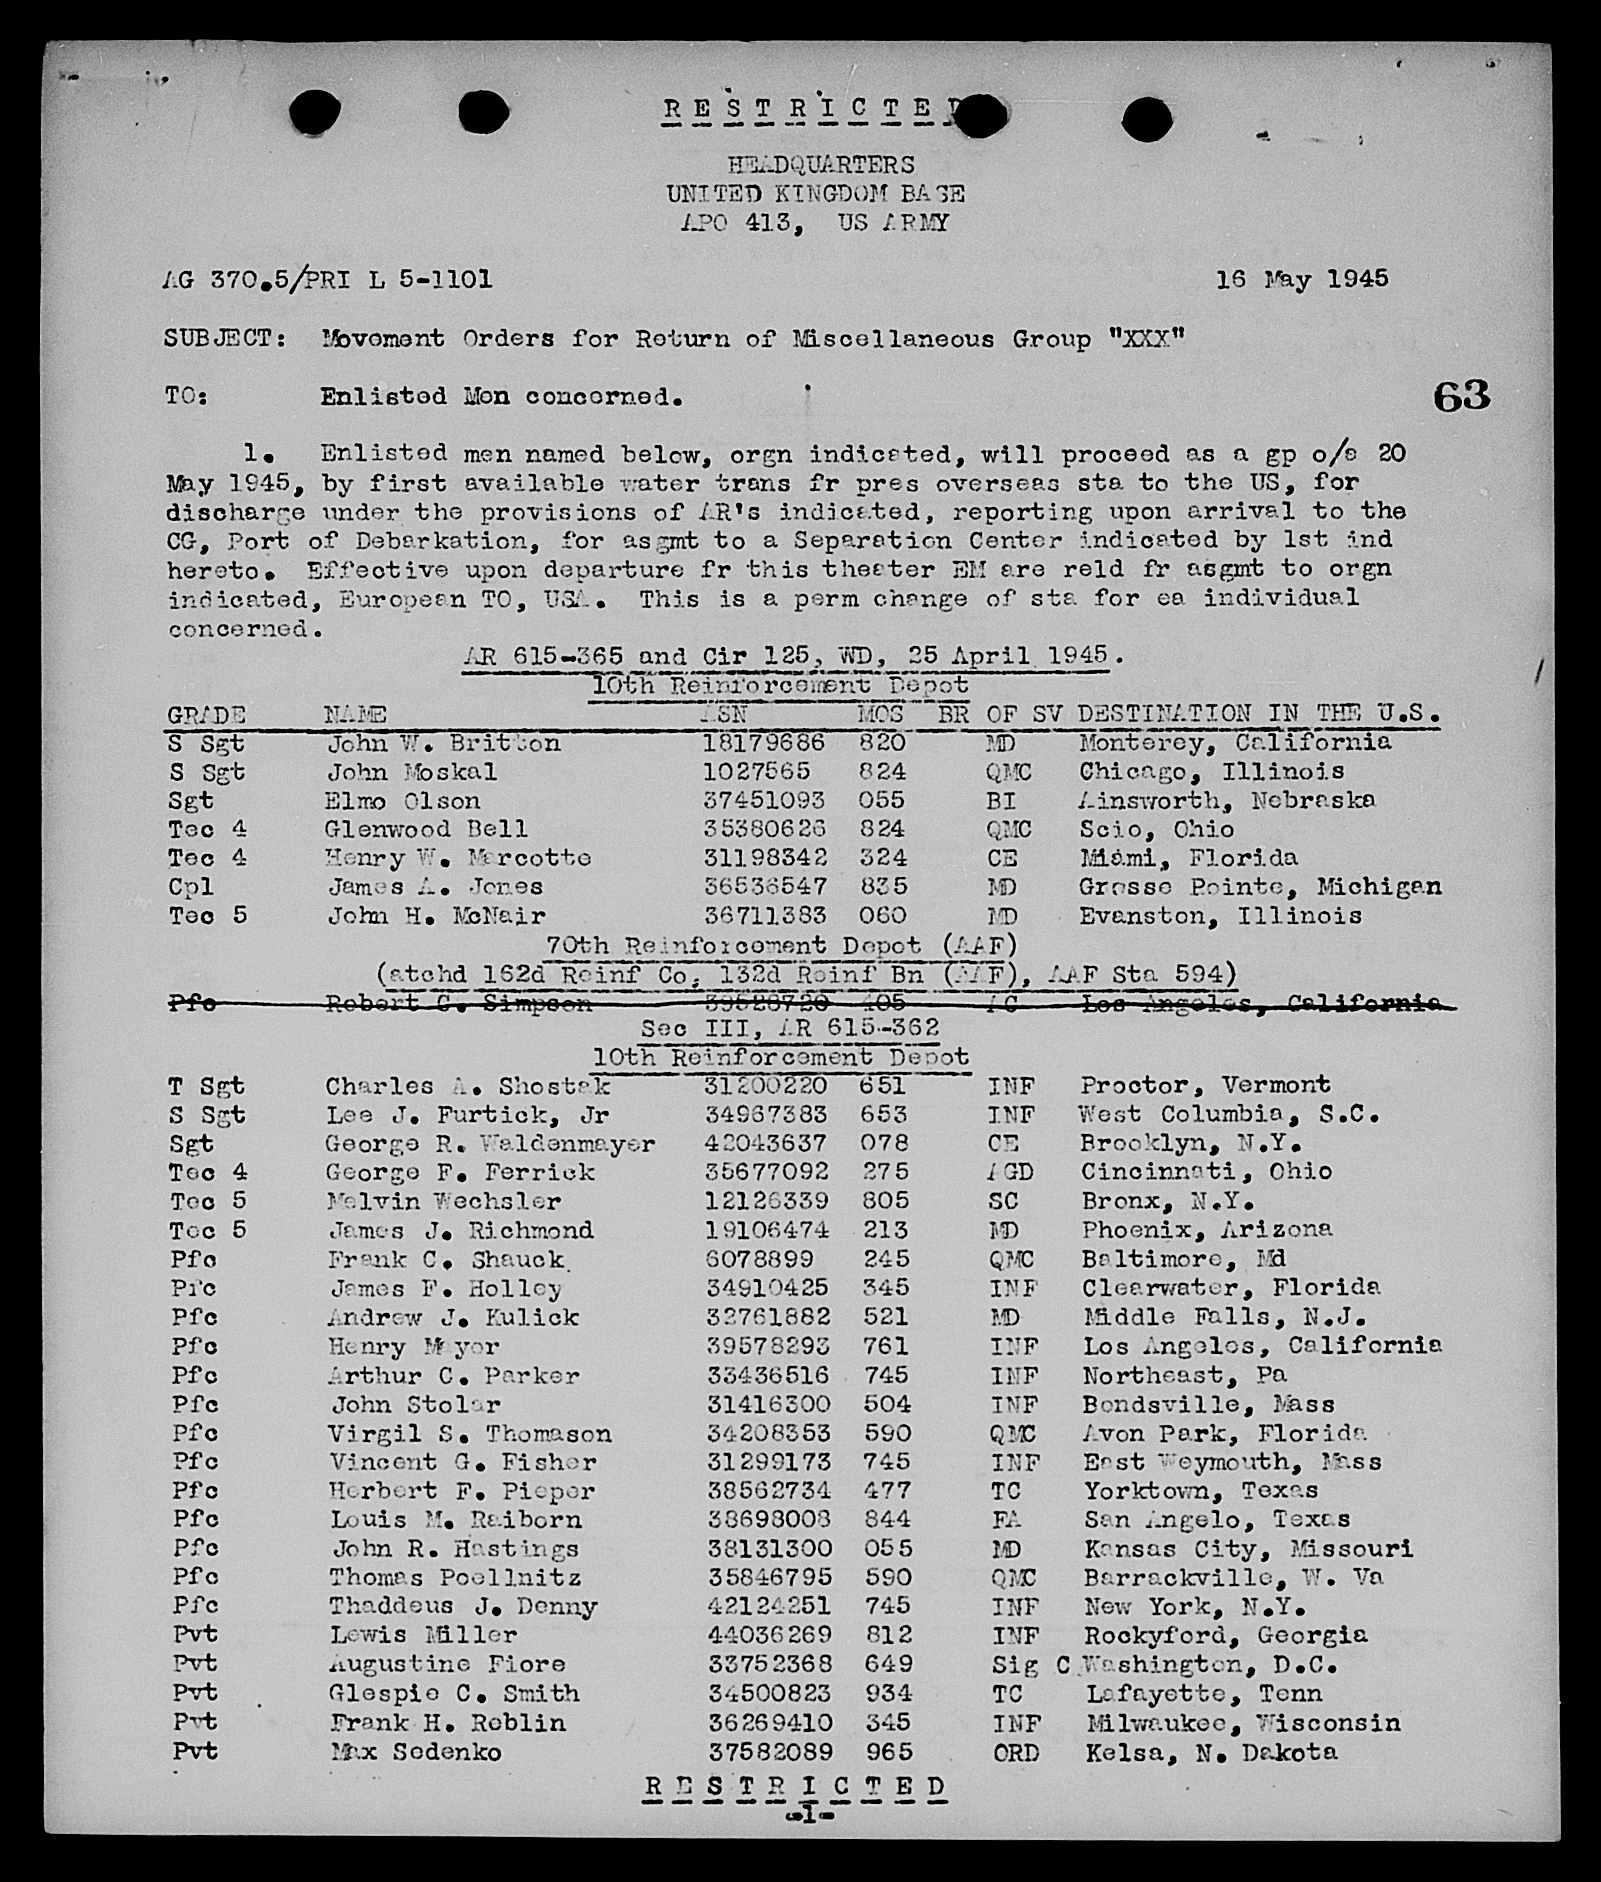 RESTRICTED
HEADQUARTERS
UNITED KINGDOM BASE
APO 413, US ARMY
AG 370.5/PRI L 5-1101 16 May 1945
SUBJECT: Movement Orders for Return of Miscellaneous Group "XXX"
TO: Enlisted Men concerned.
63
1. Enlisted men named below, orgn indicated, will proceed as a gp o/a 20
May 1945, by first available water trans fr pres overseas sta to the US, for
discharge under the provisions of AR's indicated, reporting upon arrival to the
CG, Port of Debarkation, for asgmt to a Separation Center indicated by 1st ind
hereto. Effective upon departure fr this theater EM are reld fr asgmt to orgn
indicated, European TO, USA. This is a perm change of sta for ea individual
concerned.
AR 615-365 and Cir 125, WD, 25 April 1945.
10th Reinforcement Depot
GRADE NAME ASN MOS BR OF SV DESTINATION IN THE U.S.
S Sgt John W. Britton 18179686 820 MD Monterey, California
S Sgt John Moskal 1027565 824 QMC Chicago, Illinois
Sgt Elmo Olson 37451093 055 BI Ainsworth, Nebraska
Tec 4 Glenwood Bell 35380626 824 QMC Scio, Ohio
Tec 4 Henry W. Marcotte 31198342 324 CE Miami, Florida
Cpl James A. Jones 36536547 835 MD Grosse Pointe, Michigan
Tec 5 John H. McNair 36711383 060 MD Evanston, Illinois
70th Reinforcement Depot (AAF)
(atchd 162d Reinf Co, 132d Reinf Bn (AAF), AAF Sta 594)
Pfc Robert C. Simpson 39526720 405 AC Los Angeles, California
Sec III, AR 615-362
10th Reinforcement Depot
T Sgt Charles A. Shostak 31200220 651 INF Proctor, Vermont
S Sgt Lee J. Furtick, Jr 34967383 653 INF West Columbia, S.C.
Sgt George R. Waldenmayer 42043637 078 CE Brooklyn, N.Y.
Tec 4 George F. Ferrick 35677092 275 AGD Cincinnati, Ohio
Tec 5 Melvin Wechsler 12126339 805 SC Bronx, N.Y.
Tec 5 James J. Richmond 19106474 213 MD Phoenix, Arizona
Pfc Frank C. Shauck 6078899 245 QMC Baltimore, Md
Pfc James F. Holley 34910425 345 INF Clearwater, Florida
Pfc Andrew J. Kulick 32761882 521 MD Middle Falls, N.J.
Pfc Henry Mayer 39578293 761 INF Los Angeles, California
Pfc Arthur C. Parker 33436516 745 INF Northeast, Pa
Pfc John Stolar 31416300 504 INF Bondsville, Mass
Pfc Virgil S. Thomason 34208353 590 QMC Avon Park, Florida
Pfc Vincent G. Fisher 31299173 745 INF East Weymouth, Mass
Pfc Herbert F. Pieper 38562734 477 TC Yorktown, Texas
Pfc Louis M. Raiborn 38698008 844 FA San Angelo, Texas
Pfc John R. Hastings 38131300 055 MD Kansas City, Missouri
Pfc Thomas Poellnitz 35846795 590 QMC Barrackville, W. Va
Pfc Thaddeus J. Denny 42124251 745 INF New York, N.Y.
Pvt Lewis Miller 44036269 812 INF Rockyford, Georgia
Pvt Augustine Fiore 33752368 649 Sig C Washington, D.C.
Pvt Glespie C. Smith 34500823 934 TC Lafayette, Tenn
Pvt Frank H. Roblin 36269410 345 INF Milwaukee, Wisconsin
Pvt Max Sedenko 37582089 965 ORD Kelsa, N. Dakota
RESTRICTED
-1-